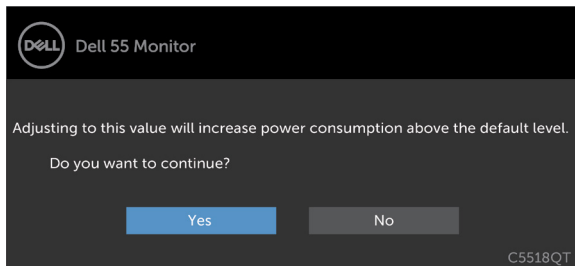 DELL Dell 55 Monitor
Adjusting to this value will increase power consumption above the default level.
Do you want to continue?
Yes No
C5518QT